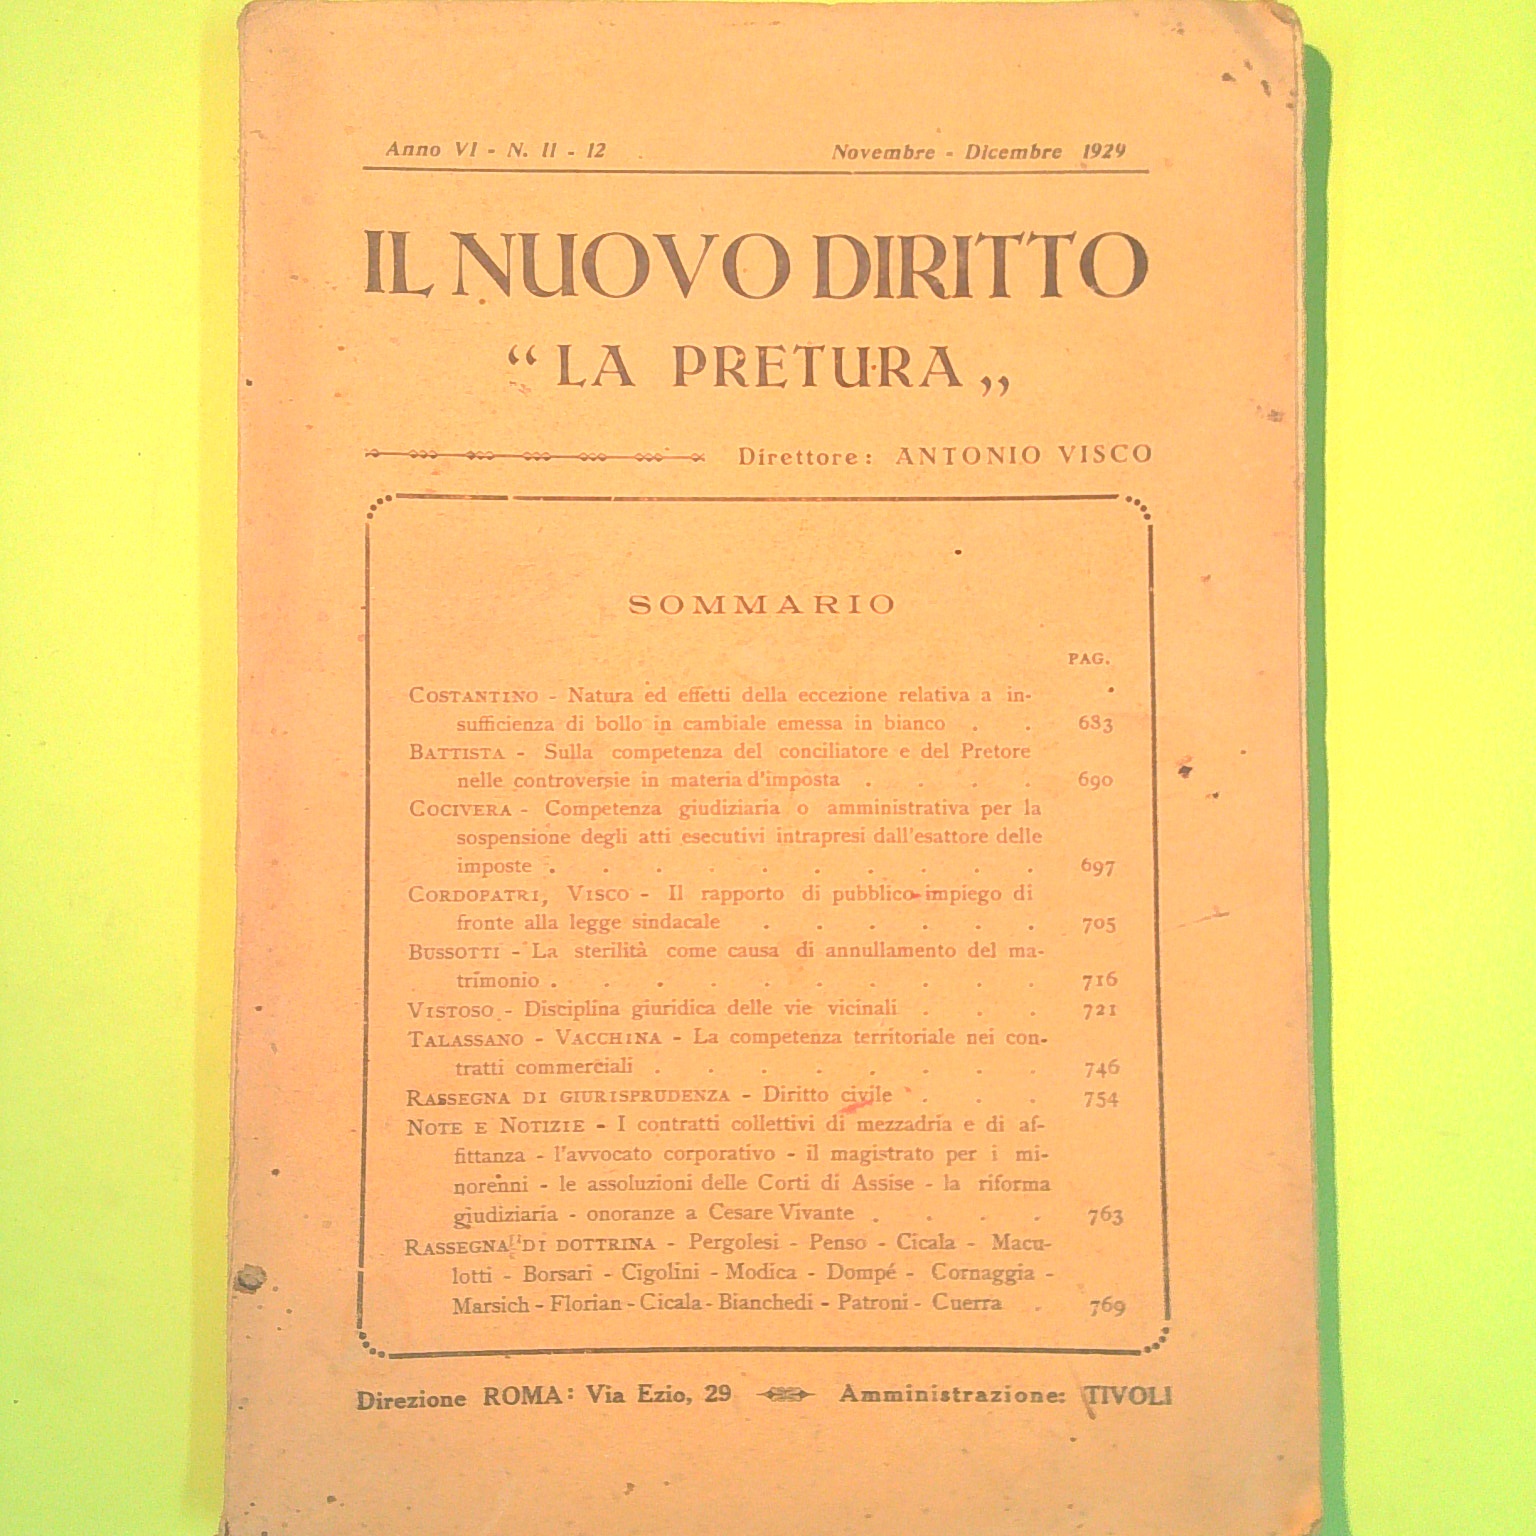 Anno VI - N. 11 - 12 Novembre - Dicembre 1929
IL NUOVO DIRITTO
“ LA PRETURA „
Direttore: ANTONIO VISCO
SOMMARIO
PAG.
COSTANTINO - Natura ed effetti della eccezione relativa a in-
sufficienza di bollo in cambiale emessa in bianco . . 683
BATTISTA - Sulla competenza del conciliatore e del Pretore
nelle controversie in materia d'imposta . . . . 690
COCIVERA - Competenza giudiziaria o amministrativa per la
sospensione degli atti esecutivi intrapresi dall'esattore delle
imposte . . . . . . . . . . 697
CORDOPATRI, VISCO - Il rapporto di pubblico impiego di
fronte alla legge sindacale . . . . . . 705
BUSSOTTI - La sterilità come causa di annullamento del ma-
trimonio . . . . . . . . . . 716
VISTOSO - Disciplina giuridica delle vie vicinali . . . 721
TALASSANO - VACCHINA - La competenza territoriale nei con-
tratti commerciali . . . . . . . . 746
RASSEGNA DI GIURISPRUDENZA - Diritto civile . . . 754
NOTE E NOTIZIE - I contratti collettivi di mezzadria e di af-
fittanza - l'avvocato corporativo - il magistrato per i mi-
norenni - le assoluzioni delle Corti di Assise - la riforma
giudiziaria - onoranze a Cesare Vivante . . . . 763
RASSEGNA DI DOTTRINA - Pergolesi - Penso - Cicala - Macu-
lotti - Borsari - Cigolini - Modica - Dompé - Cornaggia -
Marsich - Florian - Cicala - Bianchedi - Patroni - Cuerra . 769
Direzione ROMA: Via Ezio, 29 Amministrazione: TIVOLI